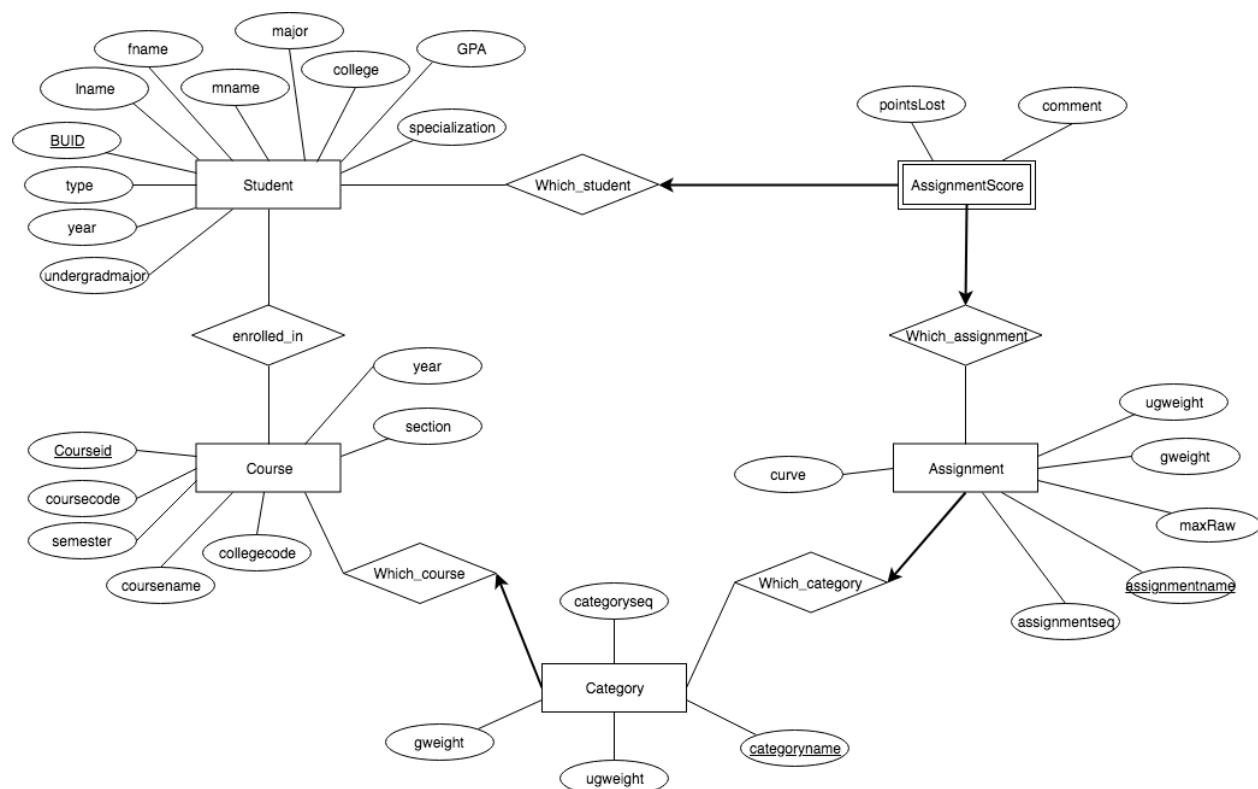 major
fname
GPA
college
mname
lname
pointsLost
comment
specialization
BUID
Student
Which_student
AssignmentScore
type
year
undergradmajor
enrolled_in
Which_assignment
year
ugweight
section
Courseid
Course
curve
Assignment
gweight
coursecode
maxRaw
semester
collegecode
coursename
Which_course
Which_category
assignmentname
categoryseq
assignmentseq
Category
gweight
categoryname
ugweight